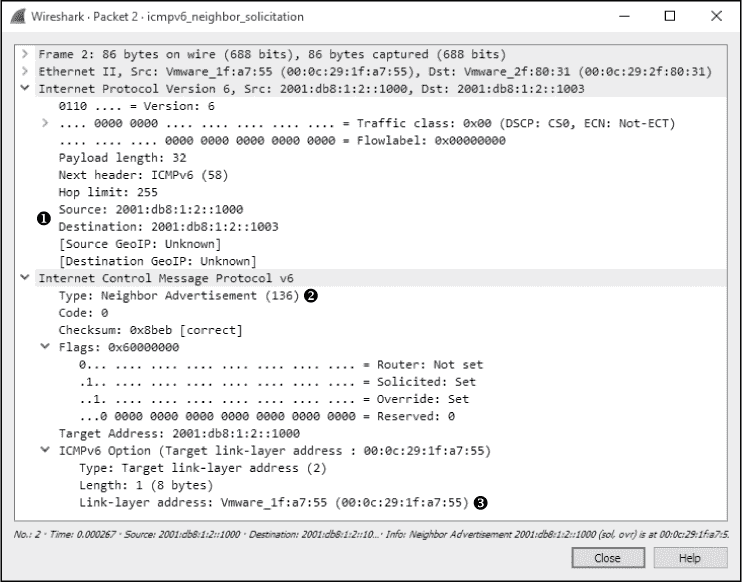 Wireshark · Packet 2 · icmpv6_neighbor_solicitation
Frame 2: 86 bytes on wire (688 bits), 86 bytes captured (688 bits)
Ethernet II, Src: Vmware_1f:a7:55 (00:0c:29:1f:a7:55), Dst: Vmware_2f:80:31 (00:0c:29:2f:80:31)
Internet Protocol Version 6, Src: 2001:db8:1:2::1000, Dst: 2001:db8:1:2::1003
0110 .... = Version: 6
.... 0000 0000 .... .... .... .... .... = Traffic class: 0x00 (DSCP: CS0, ECN: Not-ECT)
.... .... .... 0000 0000 0000 0000 0000 = Flowlabel: 0x00000000
Payload length: 32
Next header: ICMPv6 (58)
Hop limit: 255
Source: 2001:db8:1:2::1000
❶
Destination: 2001:db8:1:2::1003
[Source GeoIP: Unknown]
[Destination GeoIP: Unknown]
Internet Control Message Protocol v6
Type: Neighbor Advertisement (136) ❷
Code: 0
Checksum: 0x8beb [correct]
Flags: 0x60000000
0... .... .... .... .... .... .... .... = Router: Not set
.1.. .... .... .... .... .... .... .... = Solicited: Set
..1. .... .... .... .... .... .... .... = Override: Set
...0 0000 0000 0000 0000 0000 0000 0000 = Reserved: 0
Target Address: 2001:db8:1:2::1000
ICMPv6 Option (Target link-layer address : 00:0c:29:1f:a7:55)
Type: Target link-layer address (2)
Length: 1 (8 bytes)
Link-layer address: Vmware_1f:a7:55 (00:0c:29:1f:a7:55) ❸
No.: 2 · Time: 0.000267 · Source: 2001:db8:1:2::1000 · Destination: 2001:db8:1:2::10...· Info: Neighbor Advertisement 2001:db8:1:2::1000 (sol, ovr) is at 00:0c:29:1f:a7:5.
Close Help